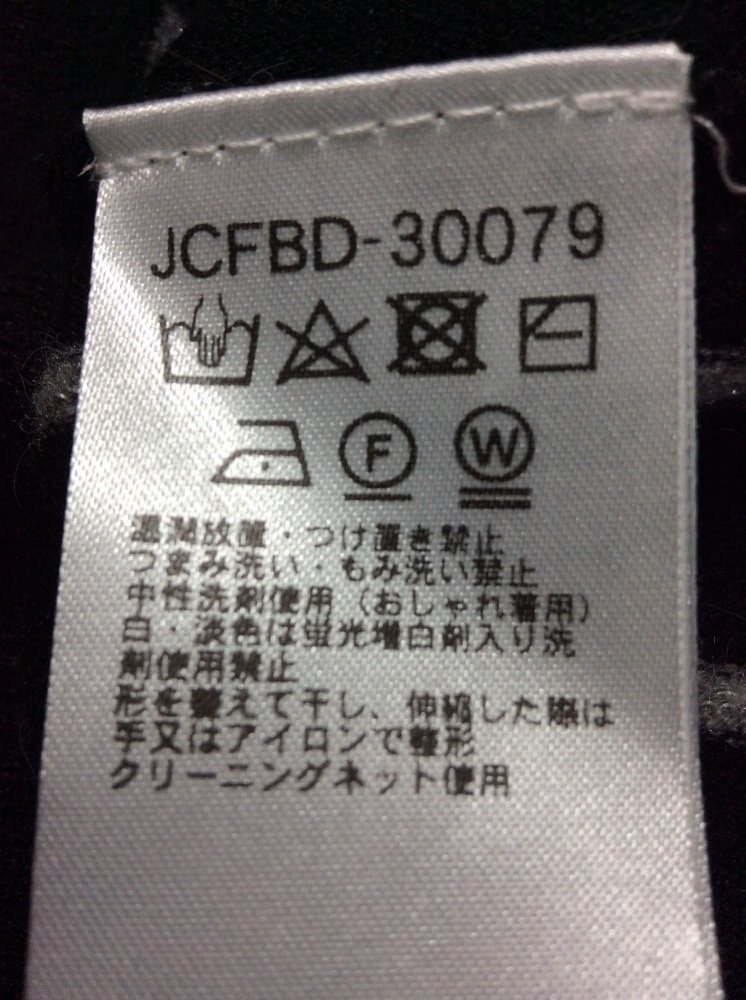 JCFBD-30079
F W
湿潤放置・つけ置き禁止
つまみ洗い・もみ洗い禁止
中性洗剤使用（おしゃれ着用）
白・淡色は蛍光増白剤入り洗
剤使用禁止
形を整えて干し、伸縮した際は
手又はアイロンで整形
クリーニングネット使用